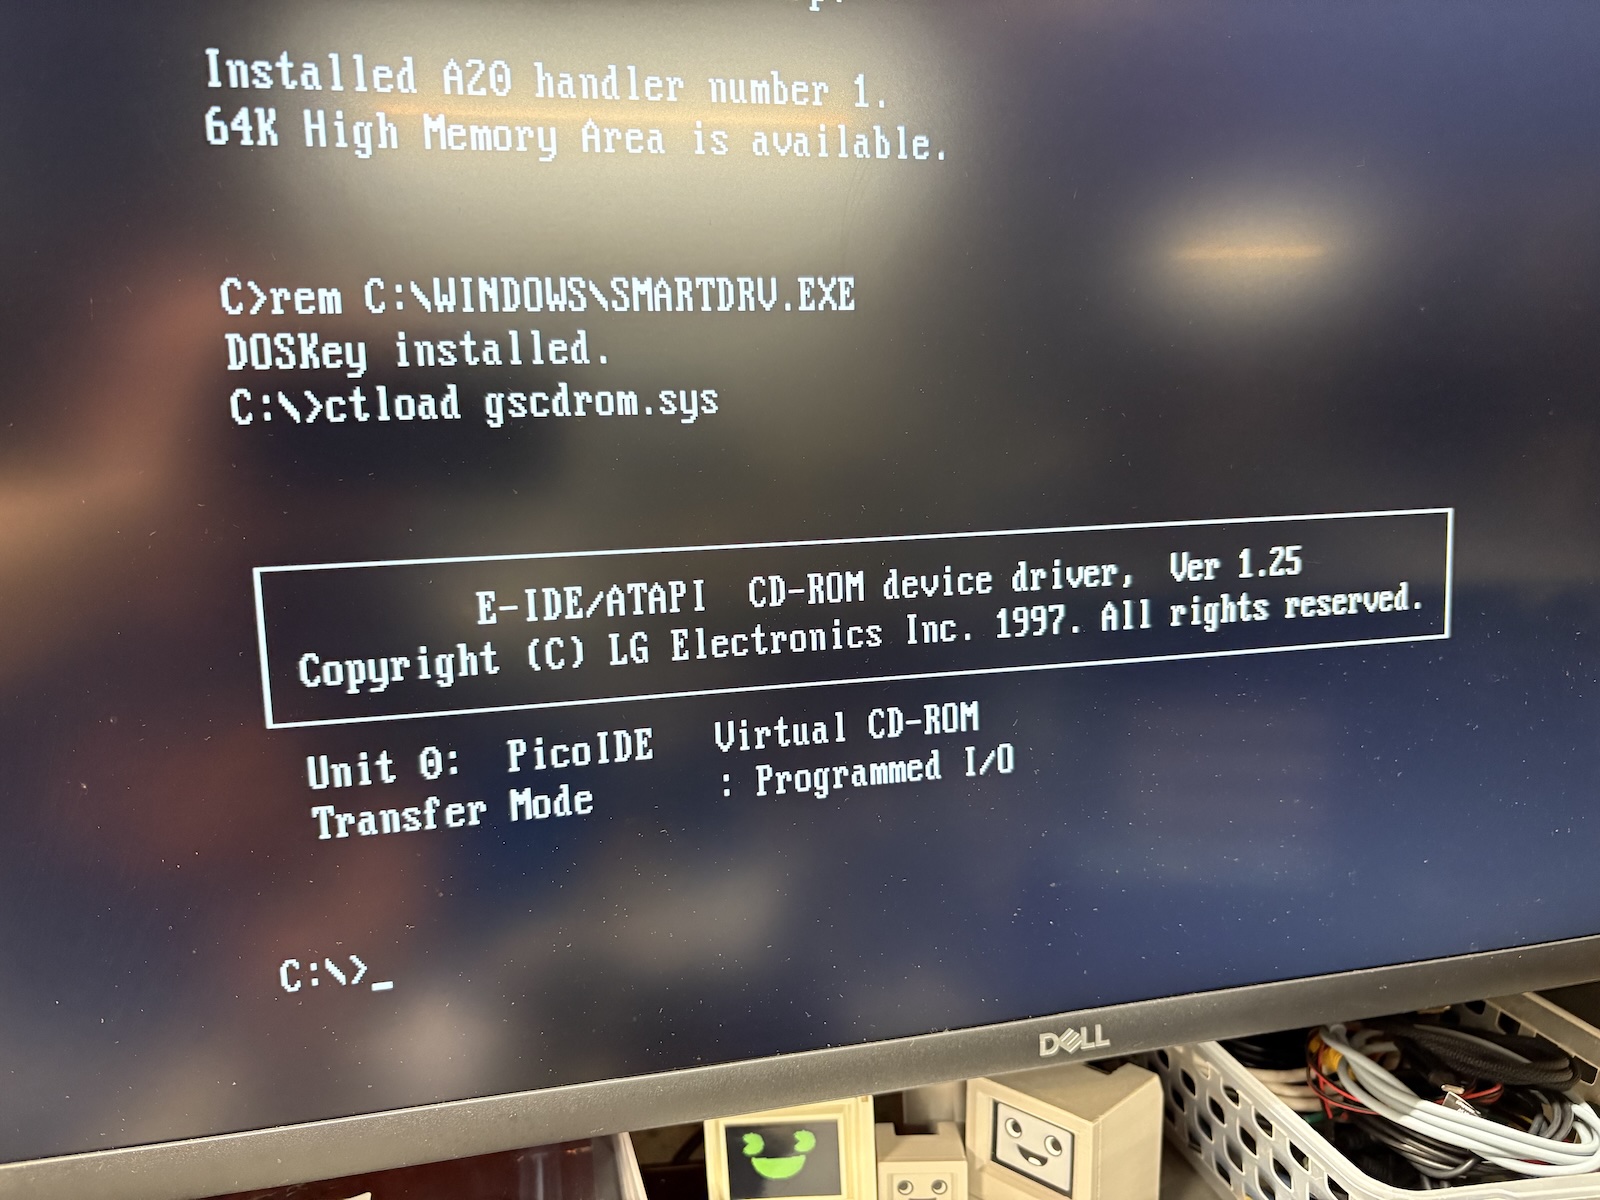 Installed A20 handler number 1.
64K High Memory Area is available.
C>rem C:\WINDOWS\SMARTDRV.EXE
DOSKey installed.
C:\>ctload gscdrom.sys
E-IDE/ATAPI  CD-ROM device driver,  Ver 1.25
Copyright (C) LG Electronics Inc. 1997. All rights reserved.
Unit 0:  PicoIDE   Virtual CD-ROM
Transfer Mode      : Programmed I/O
C:\>_
DELL